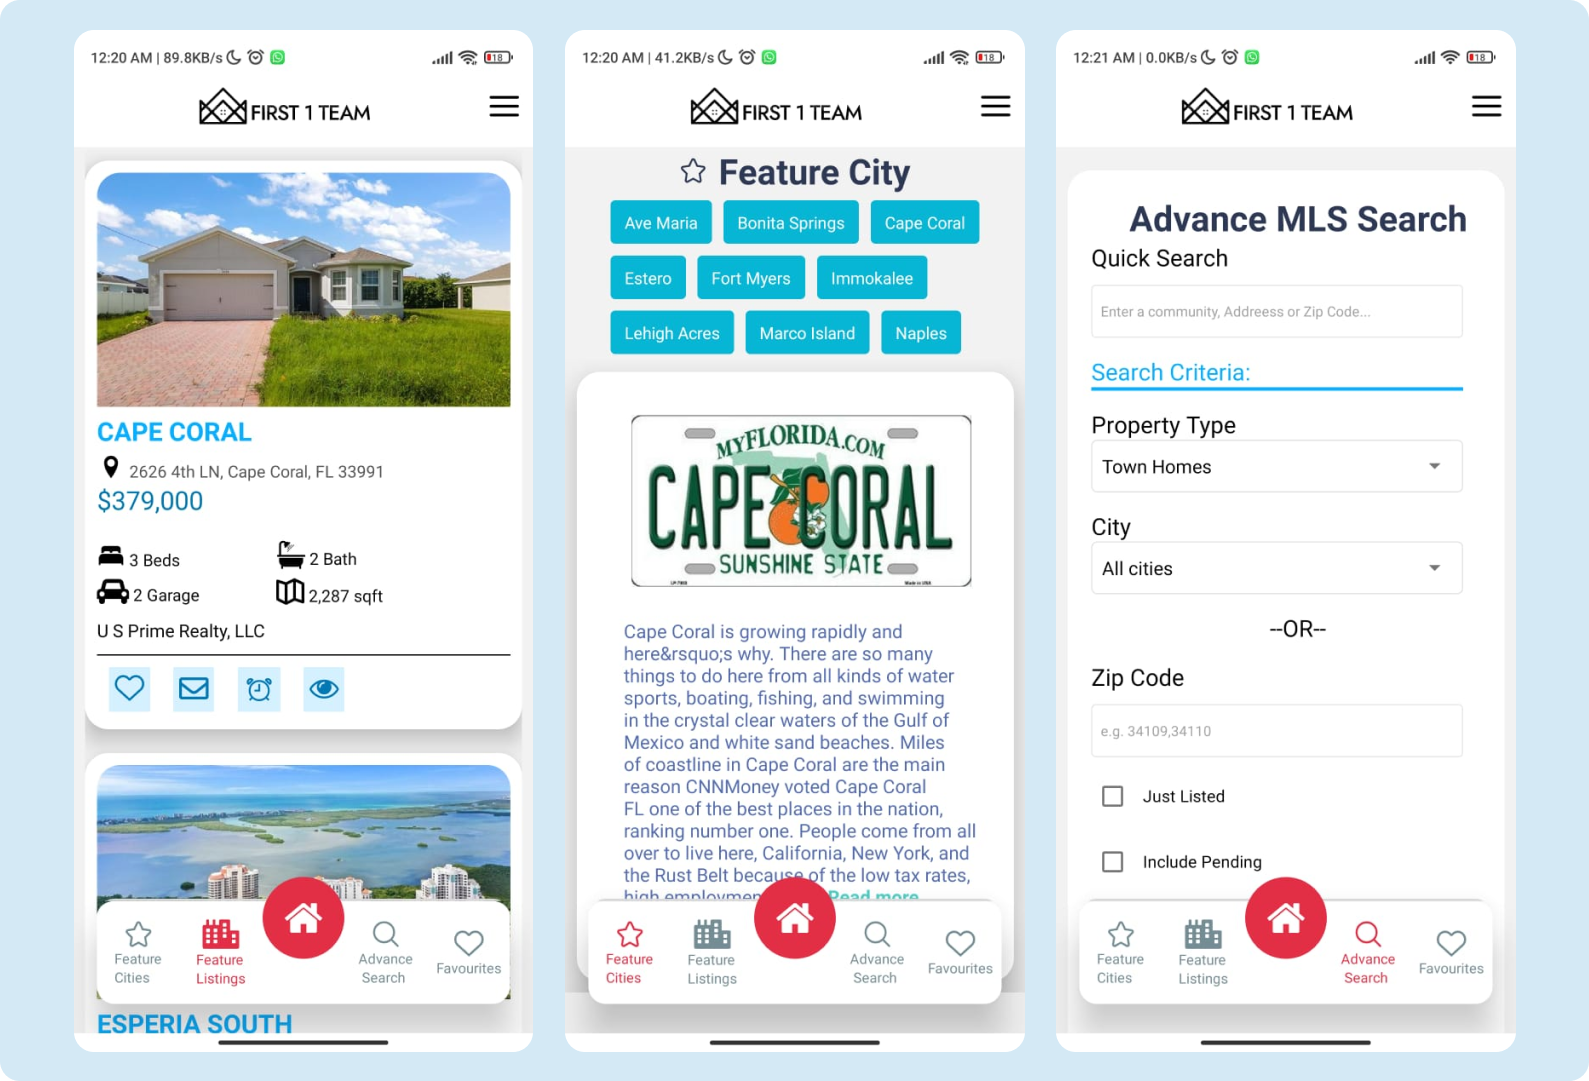 12:20 AM | 89.8KB/s
18
FIRST 1 TEAM
CAPE CORAL
2626 4th LN, Cape Coral, FL 33991
$379,000
3 Beds
2 Bath
2 Garage
2,287 sqft
U S Prime Realty, LLC
Feature
Cities
Feature
Listings
Advance
Search
Favourites
ESPERIA SOUTH
12:20 AM | 41.2KB/s
18
FIRST 1 TEAM
Feature City
Ave Maria
Bonita Springs
Cape Coral
Estero
Fort Myers
Immokalee
Lehigh Acres
Marco Island
Naples
MYFLORIDA.COM
CAPE CORAL
SUNSHINE STATE
Made in USA
Cape Coral is growing rapidly and
here&rsquo;s why. There are so many
things to do here from all kinds of water
sports, boating, fishing, and swimming
in the crystal clear waters of the Gulf of
Mexico and white sand beaches. Miles
of coastline in Cape Coral are the main
reason CNNMoney voted Cape Coral
FL one of the best places in the nation,
ranking number one. People come from all
over to live here, California, New York, and
the Rust Belt because of the low tax rates,
high employmen
Read more
Feature
Cities
Feature
Listings
Advance
Search
Favourites
12:21 AM | 0.0KB/s
18
FIRST 1 TEAM
Advance MLS Search
Quick Search
Enter a community, Addreess or Zip Code...
Search Criteria:
Property Type
Town Homes
City
All cities
--OR--
Zip Code
e.g. 34109,34110
Just Listed
Include Pending
Feature
Cities
Feature
Listings
Advance
Search
Favourites